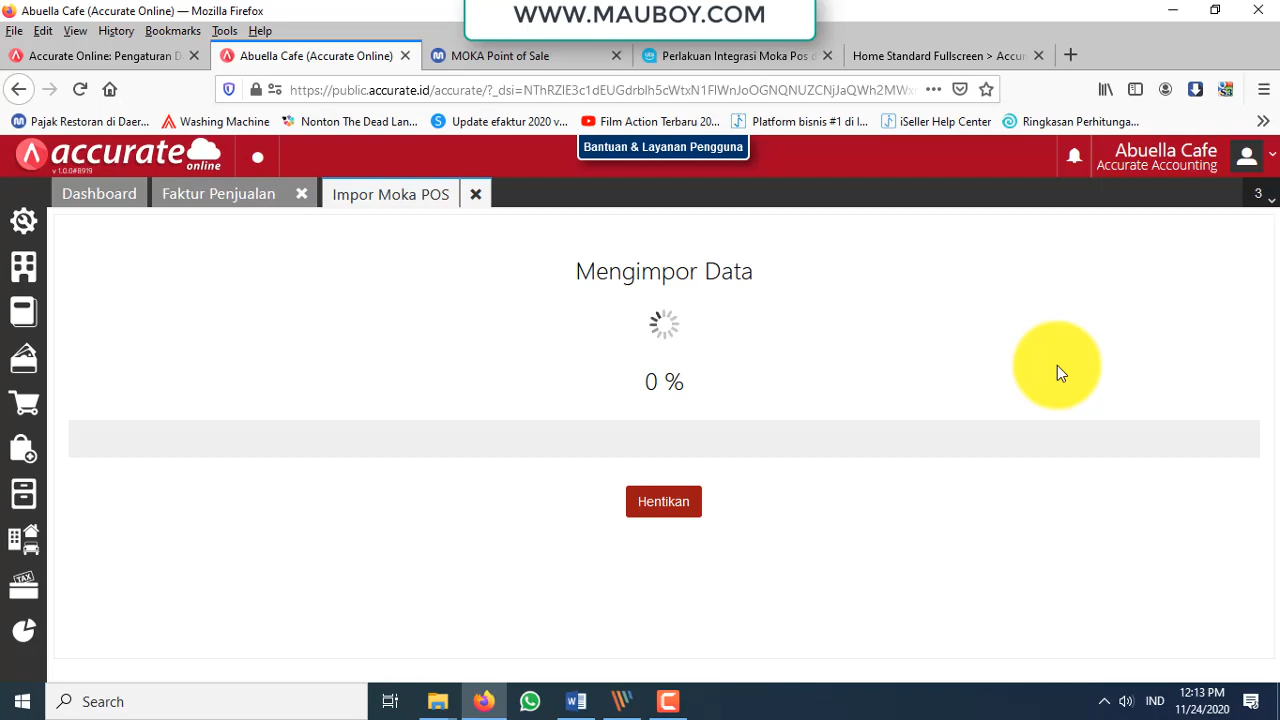 Abuella Cafe (Accurate Online) — Mozilla Firefox
WWW.MAUBOY.COM
File Edit View History Bookmarks Tools Help
Accurate Online: Pengaturan D
Abuella Cafe (Accurate Online)
MOKA Point of Sale
Perlakuan Integrasi Moka Pos d
Home Standard Fullscreen > Accur
https://public.accurate.id/accurate/?_dsi=
Pajak Restoran di Daer...
Washing Machine
Nonton The Dead Lan...
Update efaktur 2020 v...
Film Action Terbaru 20...
Platform bisnis #1 di I...
iSeller Help Center
Ringkasan Perhitunga...
accurate online
v 1.0.0#8919
Bantuan & Layanan Pengguna
Abuella Cafe
Accurate Accounting
Dashboard
Faktur Penjualan
Impor Moka POS
3
Mengimpor Data
0 %
Hentikan
TAX
Search
IND
12:13 PM
11/24/2020